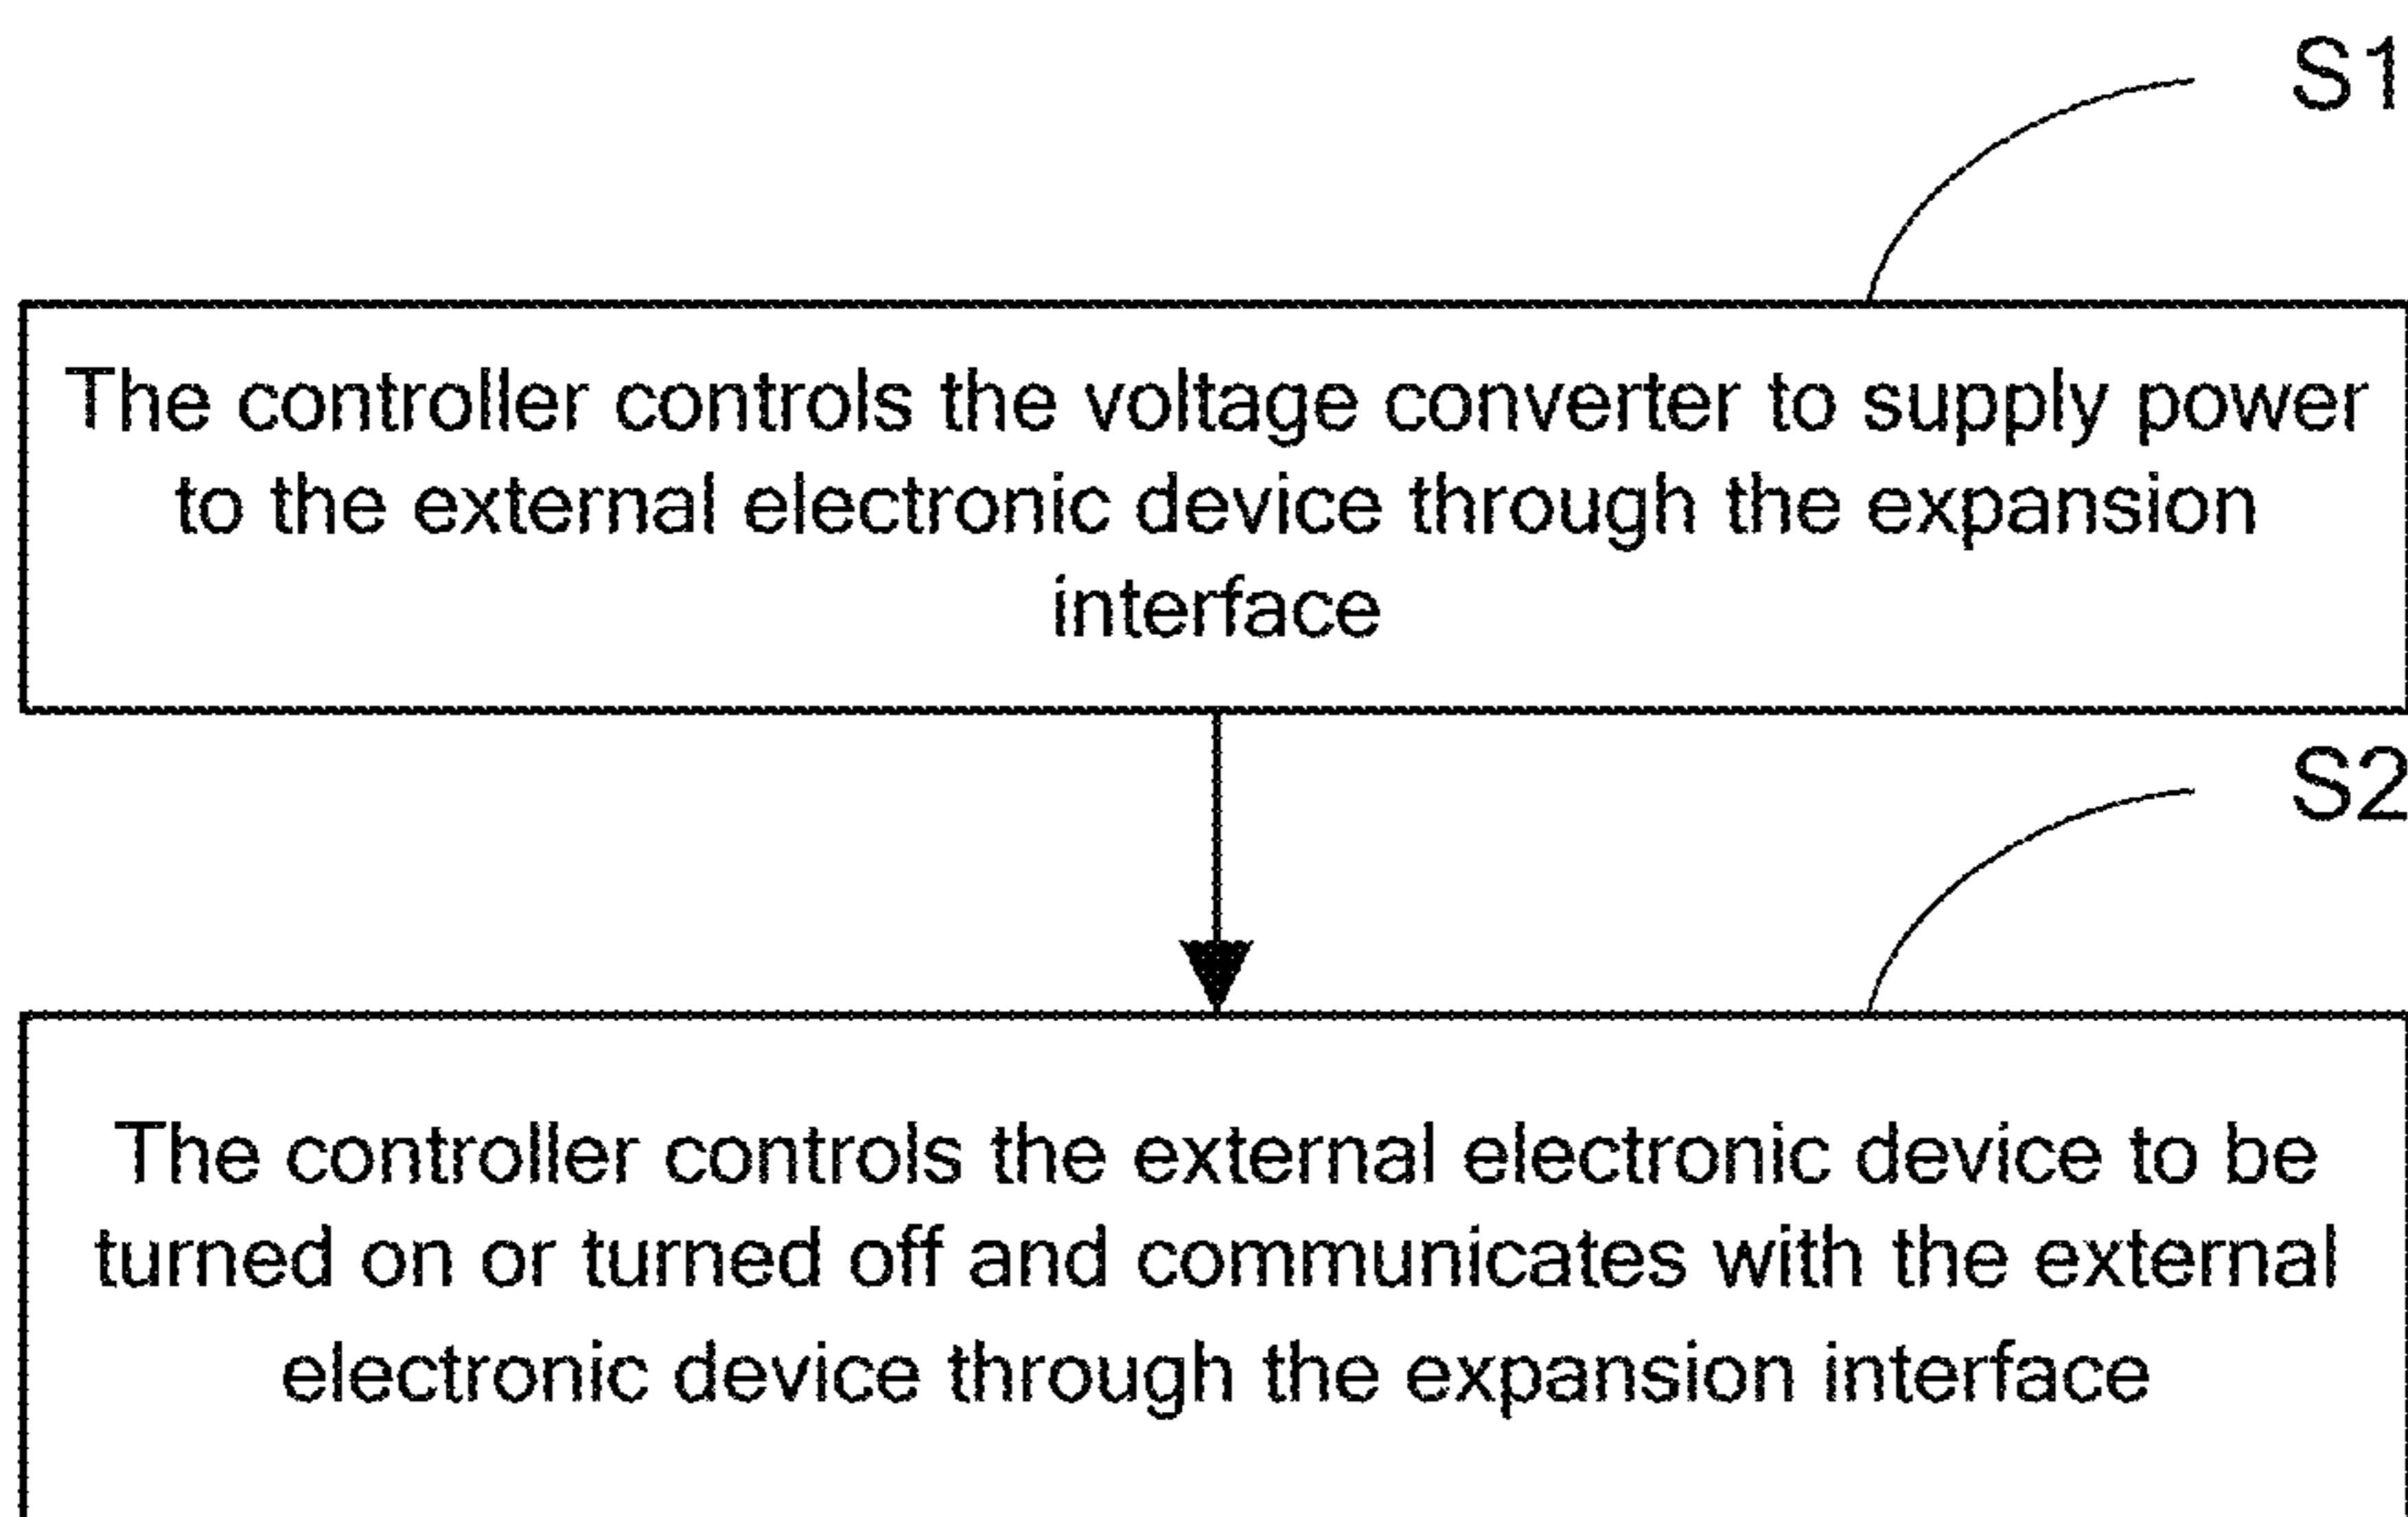 S1
The controller controls the voltage converter to supply power
to the external electronic device through the expansion
interface
S2
The controller controls the external electronic device to be
turned on or turned off and communicates with the external
electronic device through the expansion interface